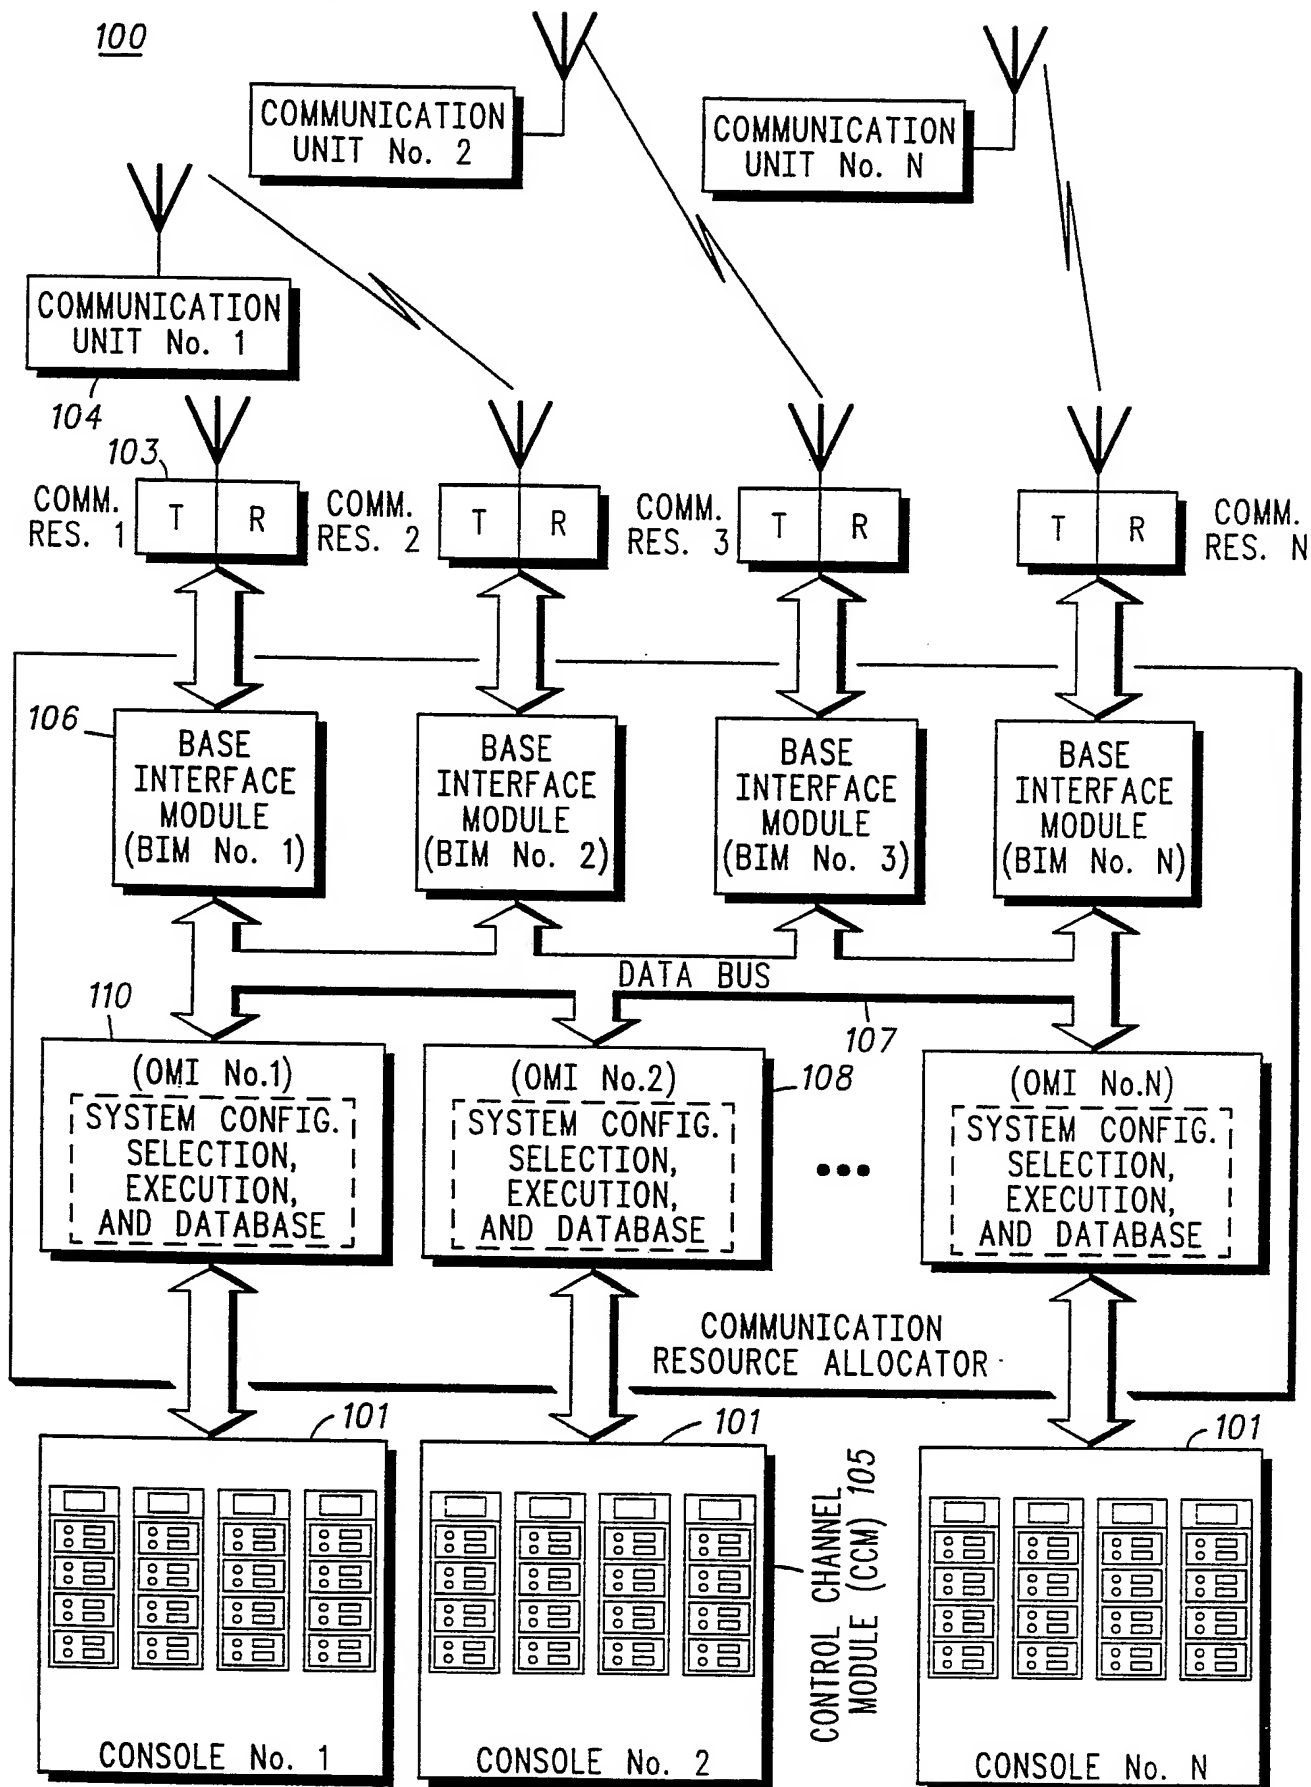 100
COMMUNICATION
UNIT No. 2
COMMUNICATION
UNIT No. N
COMMUNICATION
UNIT No. 1
104
103
COMM.
RES. 1
T
R
COMM.
RES. 2
T
R
COMM.
RES. 3
T
R
T
R
COMM.
RES. N
106
BASE
INTERFACE
MODULE
(BIM No. 1)
BASE
INTERFACE
MODULE
(BIM No. 2)
BASE
INTERFACE
MODULE
(BIM No. 3)
BASE
INTERFACE
MODULE
(BIM No. N)
DATA BUS
107
110
(OMI No.1)
SYSTEM CONFIG.
SELECTION,
EXECUTION,
AND DATABASE
108
(OMI No.2)
SYSTEM CONFIG.
SELECTION,
EXECUTION,
AND DATABASE
•••
(OMI No.N)
SYSTEM CONFIG.
SELECTION,
EXECUTION,
AND DATABASE
COMMUNICATION
RESOURCE ALLOCATOR
101
CONSOLE No. 1
101
CONSOLE No. 2
CONTROL CHANNEL
MODULE (CCM) 105
101
CONSOLE No. N